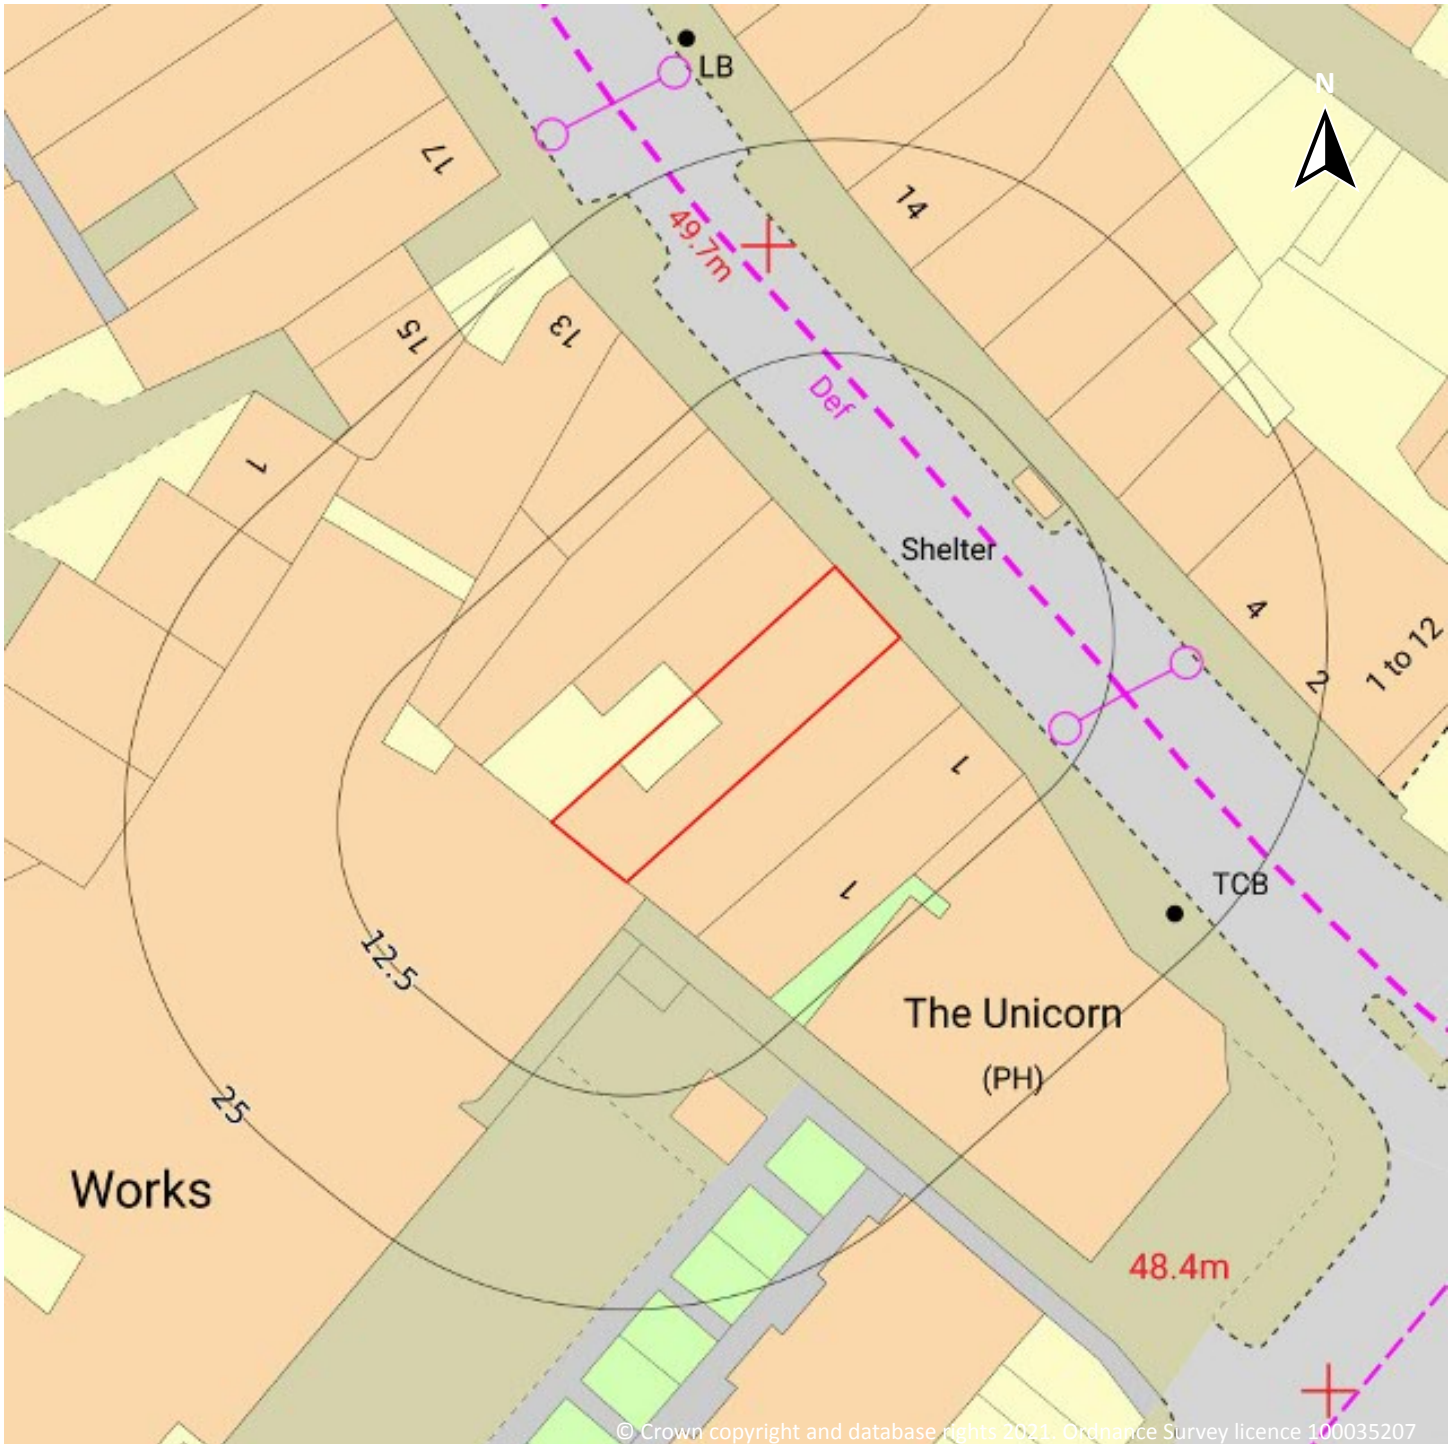 LB
N
17
14
49.7m
15
13
Def
1
Shelter
4
1 to 12
2
1
1
TCB
12.5
The Unicorn
(PH)
25
Works
48.4m
© Crown copyright and database rights 2021. Ordnance Survey licence 100035207